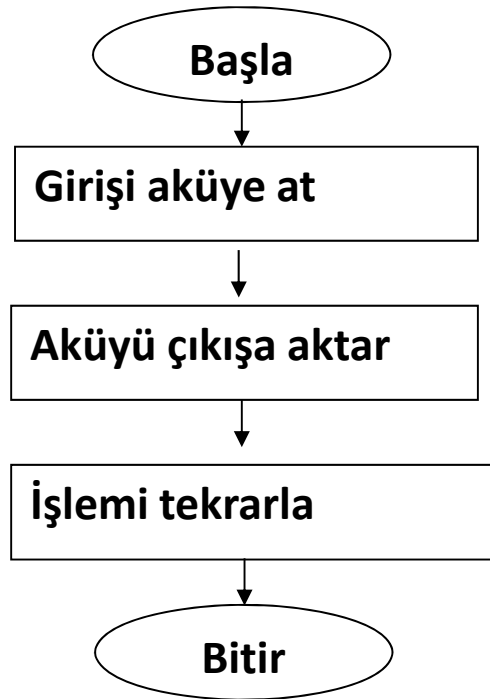 Başla
Girişi aküye at
Aküyü çıkışa aktar
İşlemi tekrarla
Bitir